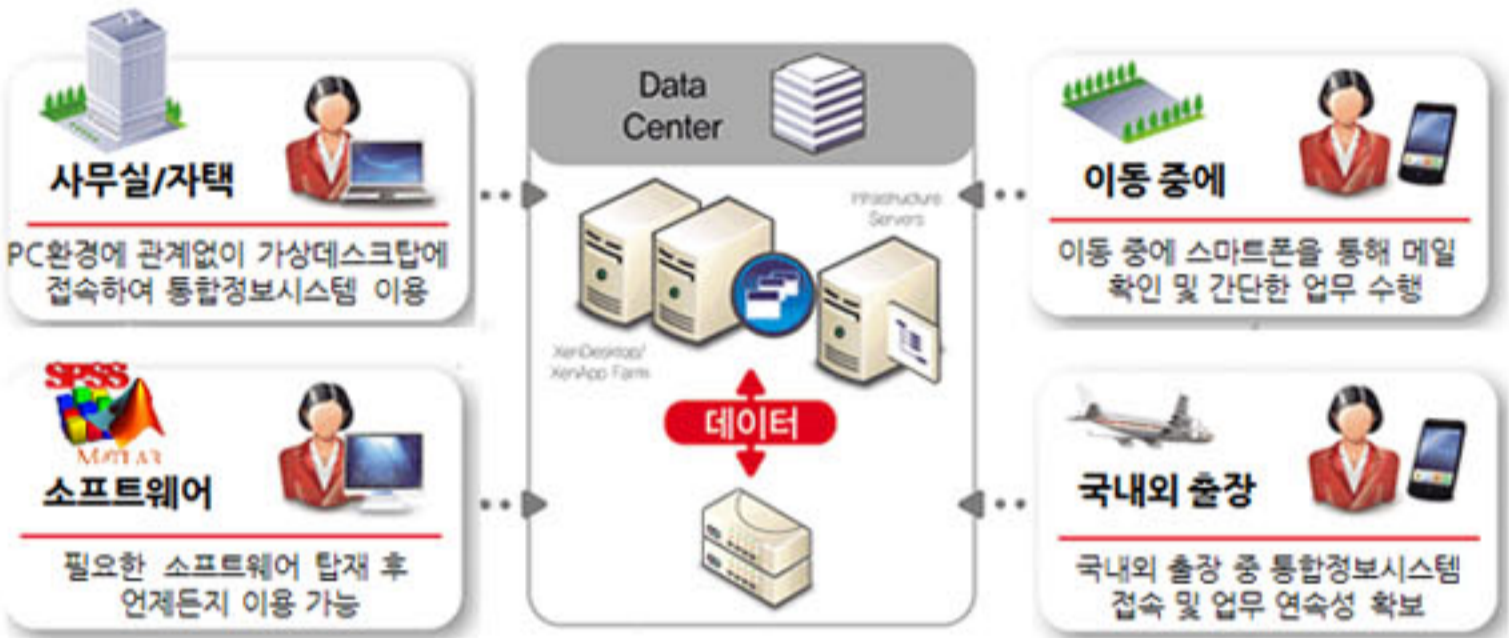 사무실/자택
PC환경에 관계없이 가상데스크탑에
접속하여 통합정보시스템 이용
SPSS
MATLAB
소프트웨어
필요한 소프트웨어 탑재 후
언제든지 이용 가능
Data
Center
Infrastructure
Servers
XenDesktop/
XenApp Farm
데이터
이동 중에
이동 중에 스마트폰을 통해 메일
확인 및 간단한 업무 수행
국내외 출장
국내외 출장 중 통합정보시스템
접속 및 업무 연속성 확보